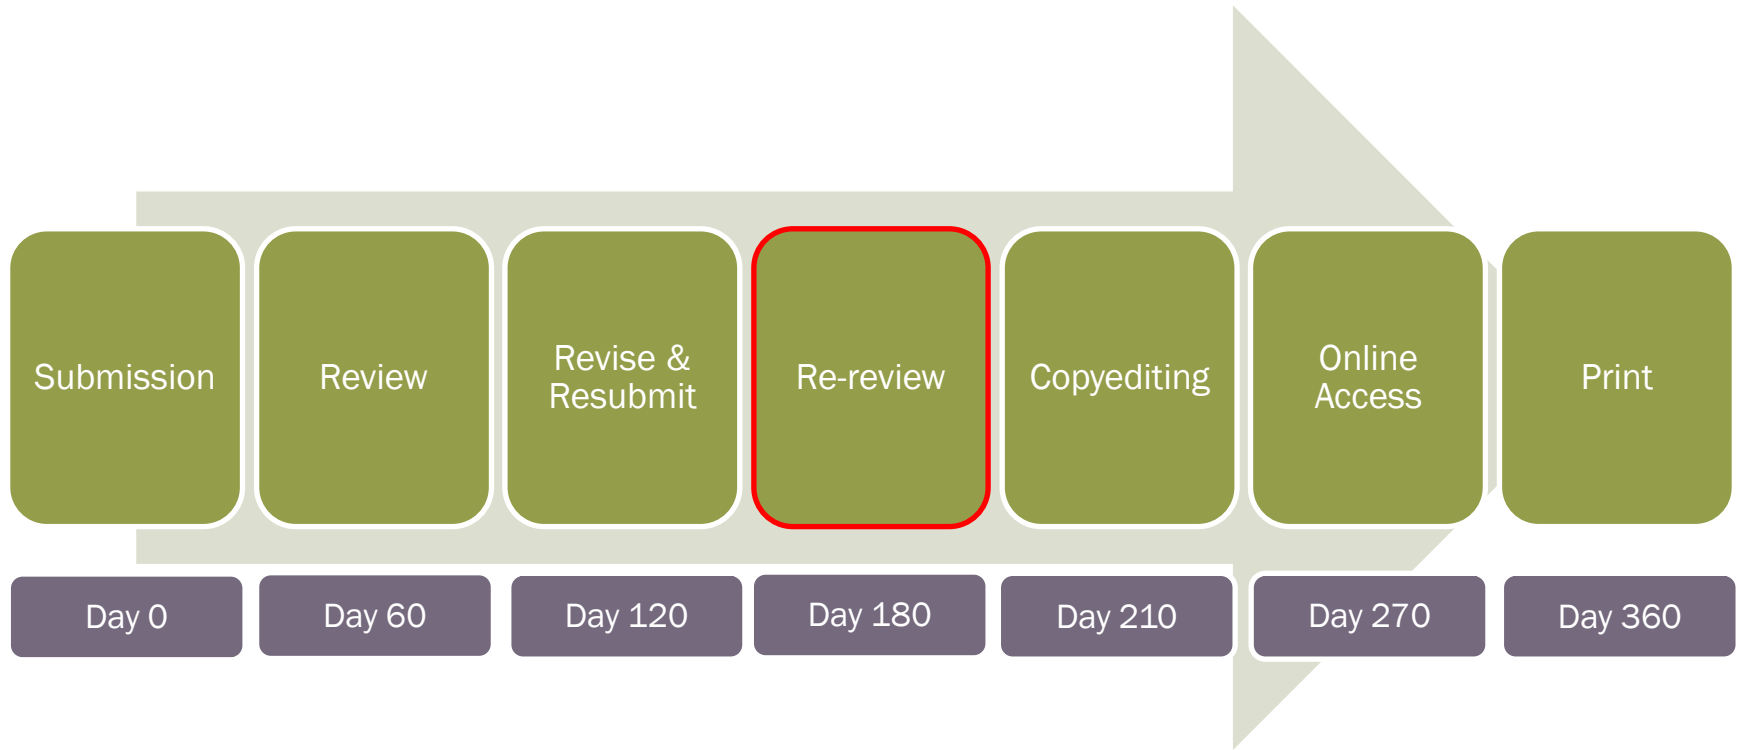 Submission
Review
Revise &
Resubmit
Re-review
Copyediting
Online
Access
Print
Day 0
Day 60
Day 120
Day 180
Day 210
Day 270
Day 360